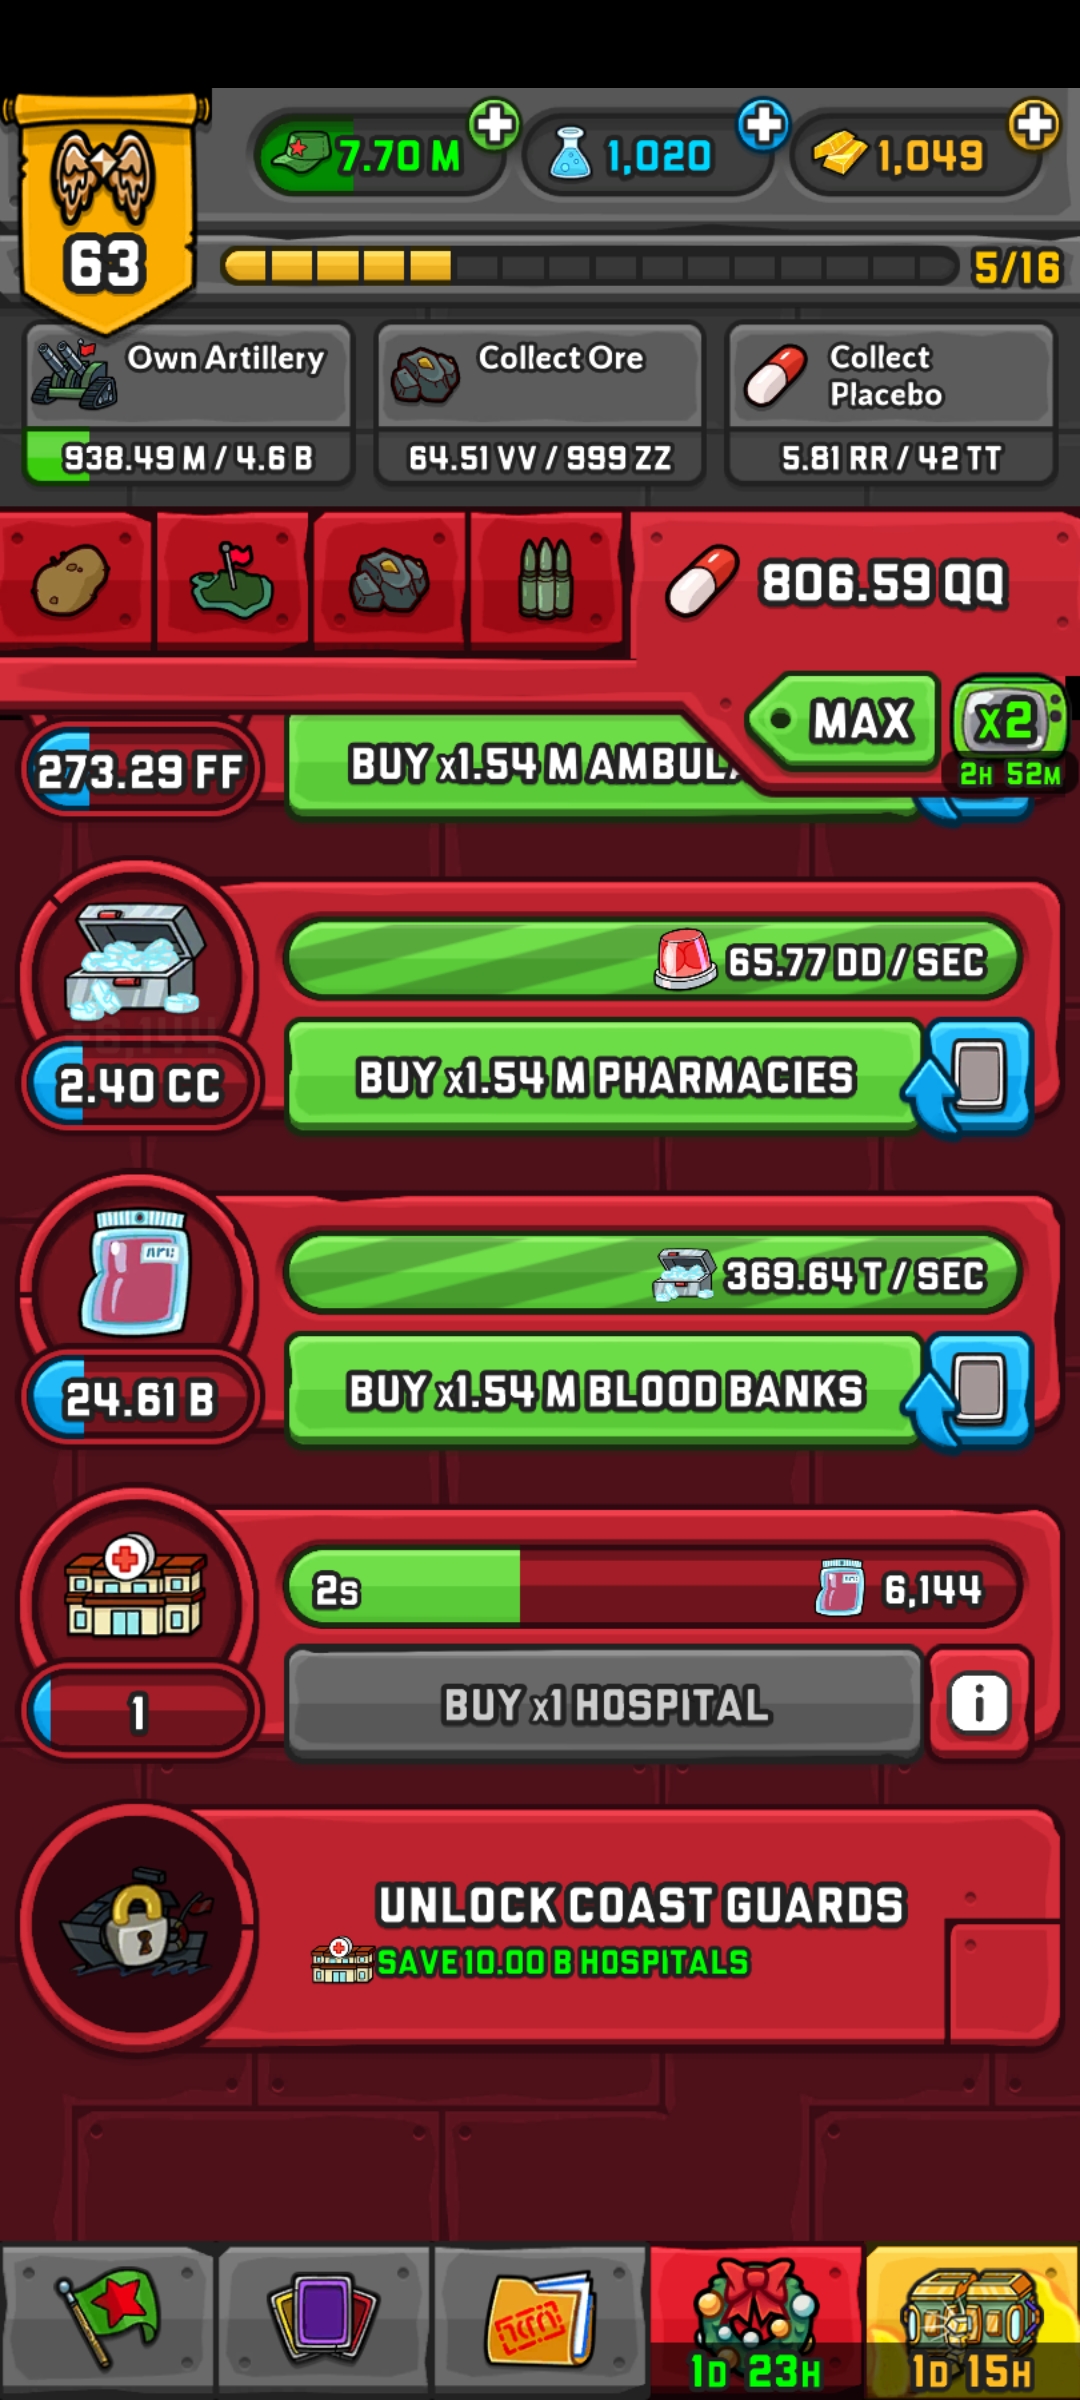 7.70 M
1,020
1,049
63
5/16
Own Artillery
938.49 M / 4.6 B
Collect Ore
64.51 VV / 999 ZZ
Collect
Placebo
5.81 RR / 42 TT
806.59 QQ
MAX
x2
2H 52M
273.29 FF
BUY x1.54 M AMBUL
65.77 DD / SEC
6,144
2.40 CC
BUY x1.54 M PHARMACIES
369.64 T / SEC
24.61 B
BUY x1.54 M BLOOD BANKS
2s
6,144
1
BUY x1 HOSPITAL
i
UNLOCK COAST GUARDS
SAVE 10.00 B HOSPITALS
1D 23H
1D 15H